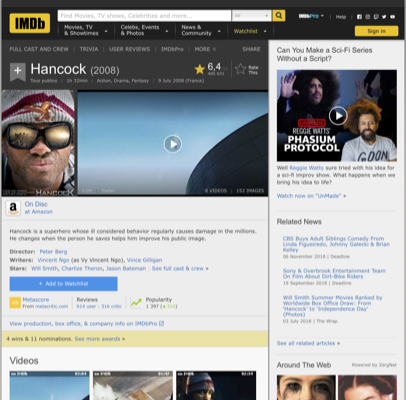 IMDb
Find Movies, TV shows, Celebrities and more...
All
IMDbPro
Help
Movies, TV & Showtimes
Celebs, Events & Photos
News & Community
Watchlist
Sign in
FULL CAST AND CREW | TRIVIA | USER REVIEWS | IMDbPro | MORE
SHARE
Hancock (2008)
6,4
Rate This
Tous publics | 1h 32min | Action, Drama, Fantasy | 9 July 2008 (France)
HANCOCK
Trailer
6 VIDEOS | 153 IMAGES
On Disc
at Amazon
Hancock is a superhero whose ill considered behavior regularly causes damage in the millions.
He changes when the person he saves helps him improve his public image.
Director: Peter Berg
Writers: Vincent Ngo (as Vy Vincent Ngo), Vince Gilligan
Stars: Will Smith, Charlize Theron, Jason Bateman | See full cast & crew »
+ Add to Watchlist
Metascore
From metacritic.com
Reviews
Popularity
View production, box office, & company info on IMDbPro
4 wins & 11 nominations. See more awards »
Videos
Can You Make a Sci-Fi Series
Without a Script?
REGGIE WATTS'
PHASIUM
PROTOCOL
Well Reggie Watts sure tried with his idea for
a sci-fi improv show. What happens when we
bring his idea to life?
Watch now on "UnMade" »
Related News
CBS Buys Adult Siblings Comedy From
Linda Figueiredo, Johnny Galecki & Brian
Kelley
06 November 2018 | Deadline
Sony & Overbrook Entertainment Team
On Film About Dirt-Bike Riders
19 September 2018 | Deadline
Will Smith Summer Movies Ranked by
Worldwide Box Office Draw: From
'Hancock' to 'Independence Day'
(Photos)
03 July 2018 | The Wrap
See all related articles »
Around The Web
Powered by ZergNet